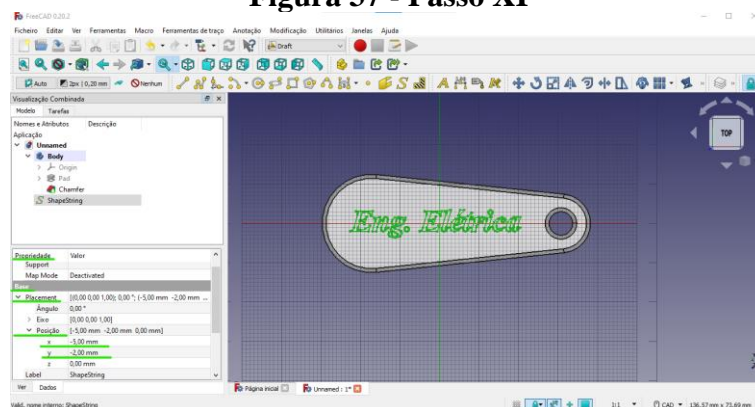 Figura 37 - Passo XI
FreeCAD 0.20.2
Ficheiro Editar Ver Ferramentas Macro Ferramentas de traço Anotação Modificação Utilitários Janelas Ajuda
Draft
Auto 2px | 0,20 mm Nenhum
Visualização Combinada
Modelo Tarefas
Nomes e Atributos Descrição
Aplicação
Unnamed
Body
Origin
Pad
Chamfer
ShapeString
TOP
Eng. Elétrica
Propriedade Valor
Support
Map Mode Deactivated
Base
Placement [(0,00 0,00 1,00); 0,00 °; (-5,00 mm -2,00 mm ...
Ângulo 0,00 °
Eixo [0,00 0,00 1,00]
Posição [-5,00 mm -2,00 mm 0,00 mm]
x -5,00 mm
y -2,00 mm
z 0,00 mm
Label ShapeString
Ver Dados
Página inicial Unnamed : 1*
Valid, nome interno: ShapeString
1:1 CAD 136,57 mm x 73,69 mm